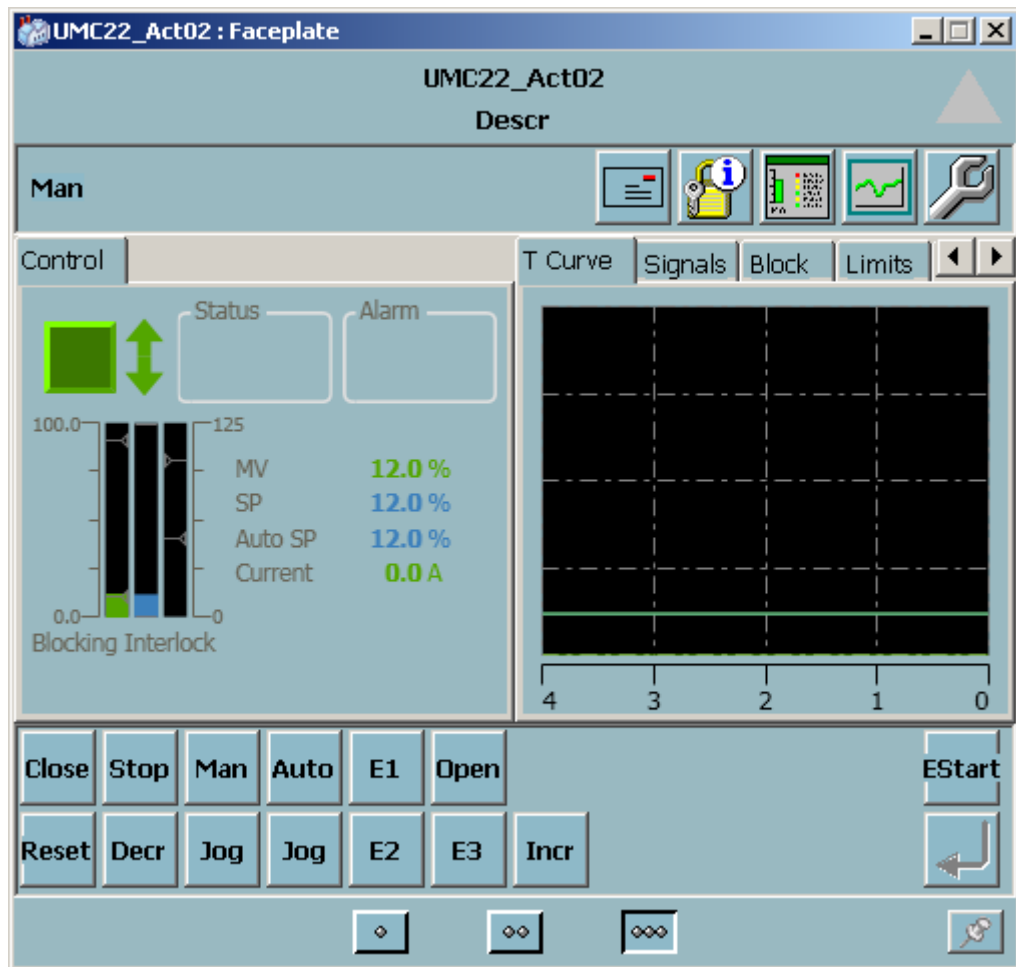 UMC22_Act02 : Faceplate
UMC22_Act02
Descr
Man
Control
T Curve Signals Block Limits
Status Alarm
100.0 125
MV 12.0 %
SP 12.0 %
Auto SP 12.0 %
Current 0.0 A
0.0 0
Blocking Interlock
4 3 2 1 0
Close Stop Man Auto E1 Open EStart
Reset Decr Jog Jog E2 E3 Incr